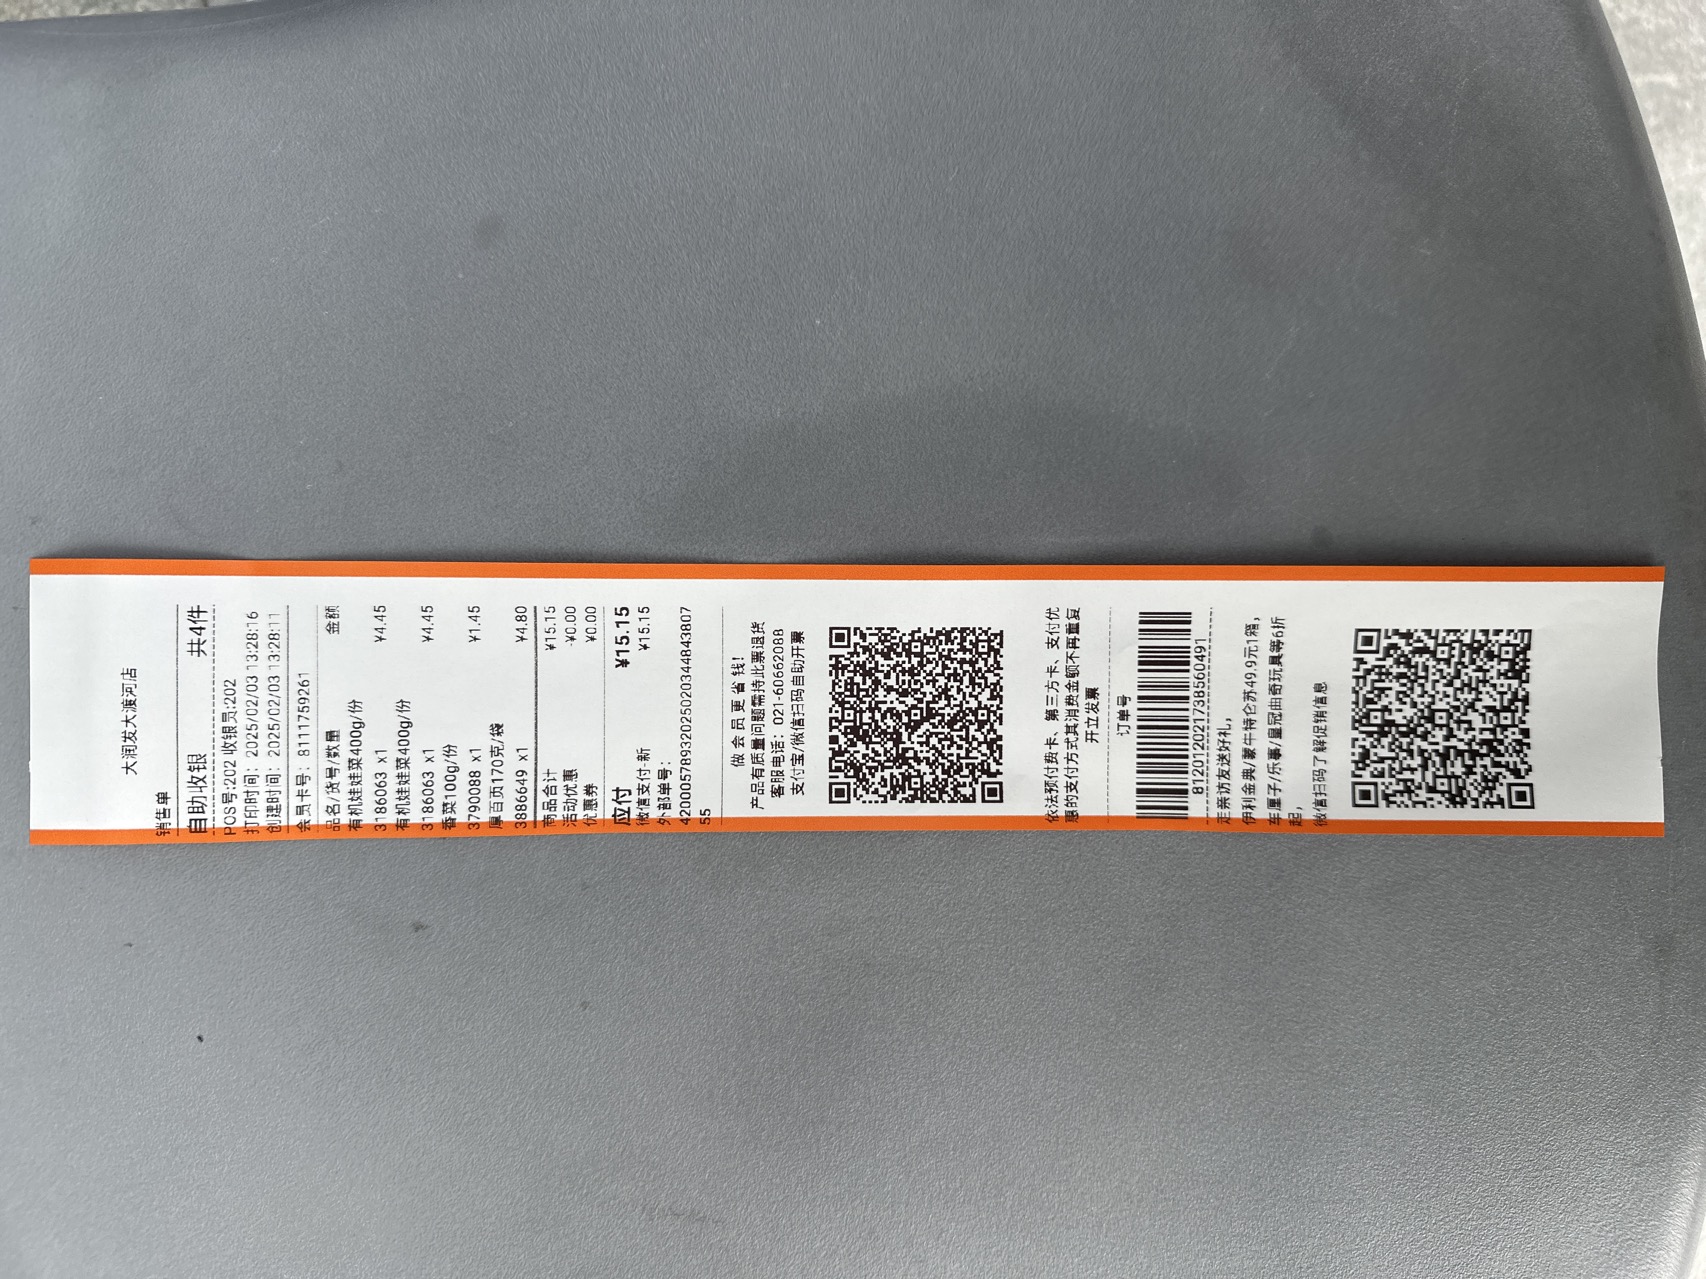 大润发大渡河店
销售单
自助收银 共4件
POS号:202 收银员:202
打印时间: 2025/02/03 13:28:16
创建时间: 2025/02/03 13:28:11
会员卡号: 8111759261
品名/货号/数量 金额
有机娃娃菜400g/份
3186063 x1 ¥4.45
有机娃娃菜400g/份
3186063 x1 ¥4.45
香菜100g/份
3790088 x1 ¥1.45
厚百页170克/袋
3886649 x1 ¥4.80
商品合计 ¥15.15
活动优惠 -¥0.00
优惠券 ¥0.00
应付 ¥15.15
微信支付-新 ¥15.15
外部单号:
42000578932025020344843807
55
做会员更省钱!
产品有质量问题需持此票退货
客服电话: 021-60662088
支付宝/微信扫码自助开票
依法预付费卡、第三方卡、支付优
惠的支付方式其消费金额不再重复
开立发票
订单号
812012021738560491
走亲访友送好礼,
伊利金典/蒙牛特仑苏49.9元1箱,
车厘子/乐事/皇冠曲奇玩具等6折
起,
微信扫码了解促销信息